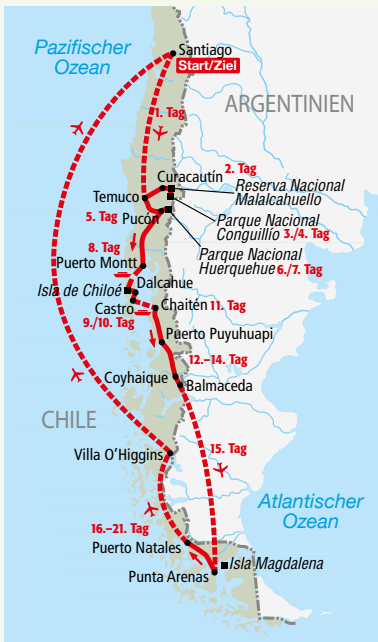 Pazifischer
Ozean
Santiago
Start/Ziel
ARGENTINIEN
1. Tag
Curacautín
2. Tag
Reserva Nacional
Malalcahuello
Temuco
5. Tag
Pucón
Parque Nacional
Conguillío 3./4. Tag
Parque Nacional
Huerquehue 6./7. Tag
8. Tag
Puerto Montt
Isla de Chiloé
Dalcahue
Castro
9./10. Tag
Chaitén 11. Tag
Puerto Puyuhuapi
12.–14. Tag
Coyhaique
Balmaceda
CHILE
Villa O’Higgins
15. Tag
Atlantischer
Ozean
16.–21. Tag
Puerto Natales
Isla Magdalena
Punta Arenas